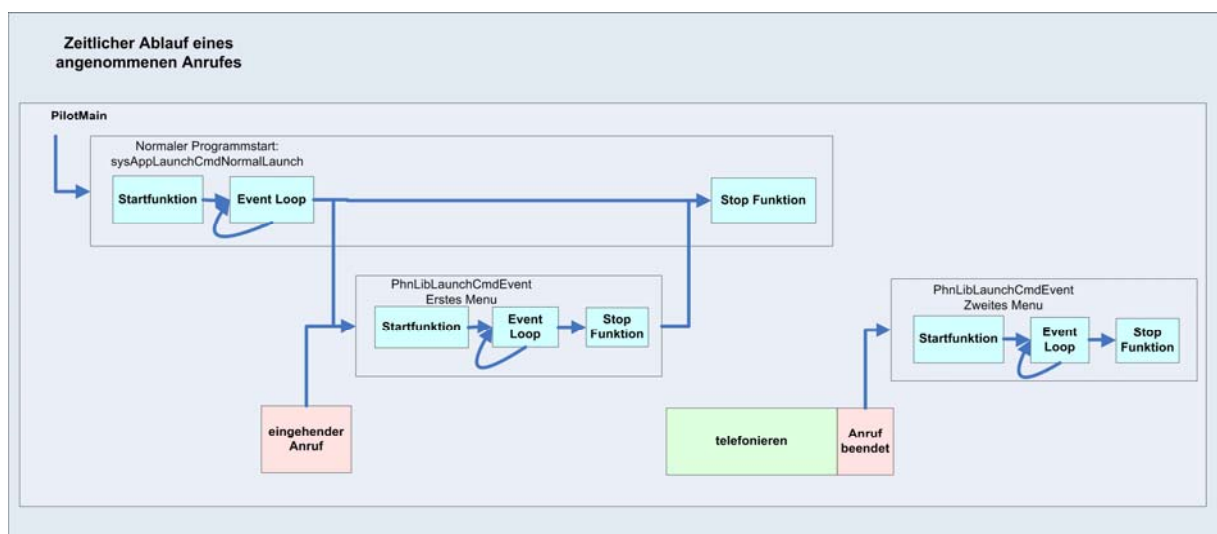 Zeitlicher Ablauf eines
angenommenen Anrufes
PilotMain
Normaler Programmstart:
sysAppLaunchCmdNormalLaunch
Startfunktion
Event Loop
Stop Funktion
PhnLibLaunchCmdEvent
Erstes Menu
Startfunktion
Event
Loop
Stop
Funktion
PhnLibLaunchCmdEvent
Zweites Menu
Startfunktion
Event
Loop
Stop
Funktion
eingehender
Anruf
telefonieren
Anruf
beendet